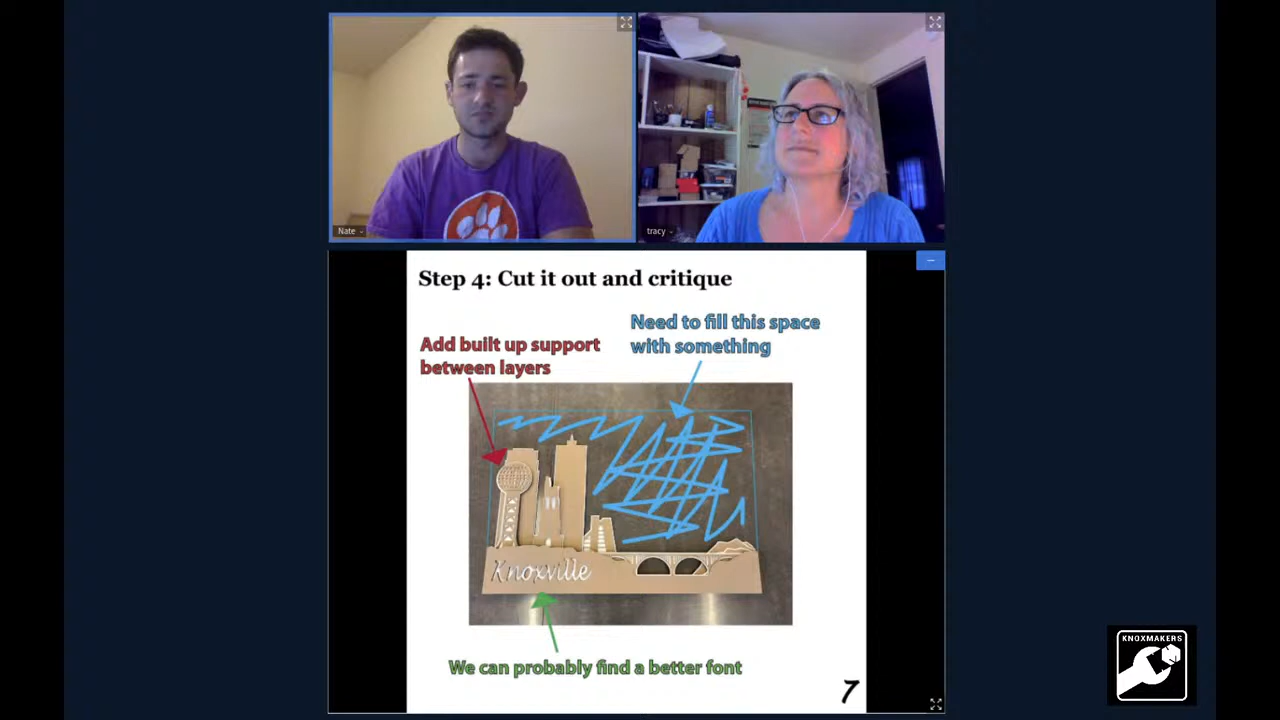 Nate
tracy
Step 4: Cut it out and critique
Need to fill this space
with something
Add built up support
between layers
Knoxville
We can probably find a better font
7
KNOXMAKERS